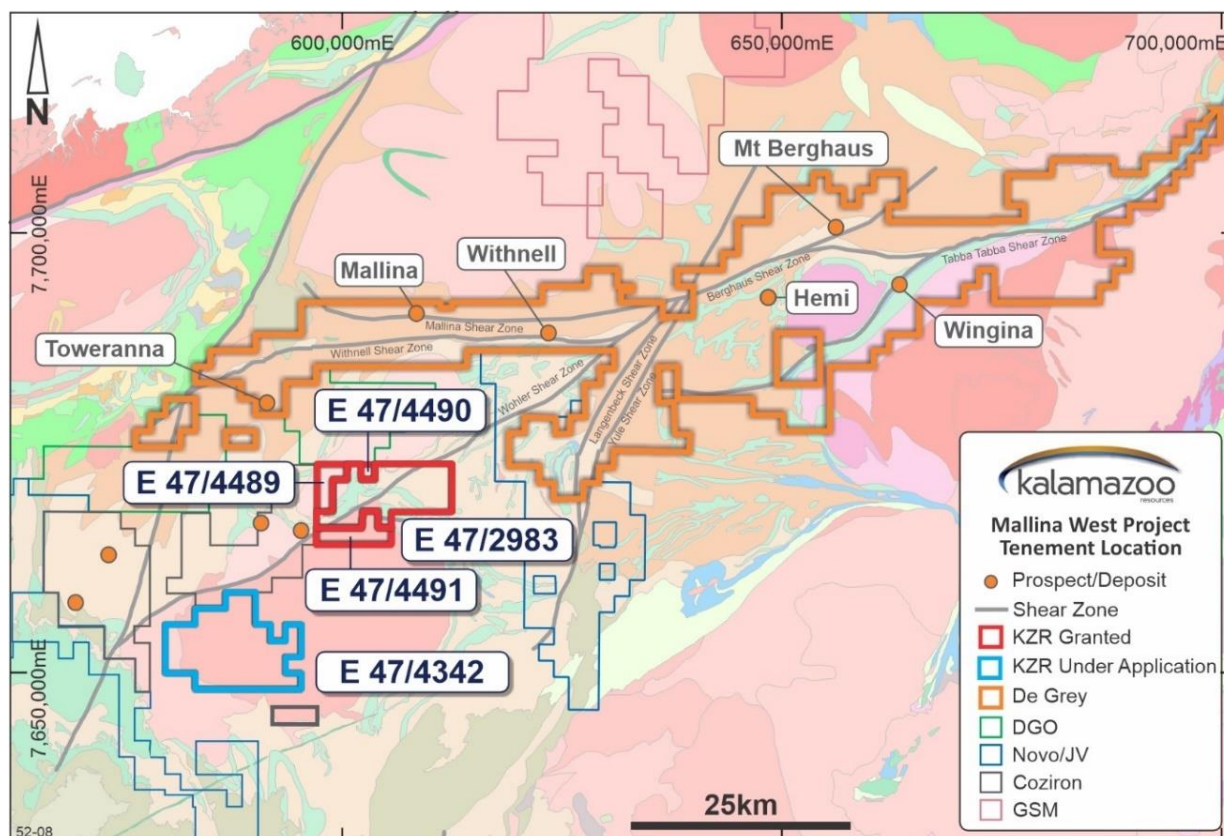 600,000mE
650,000mE
700,000mE
N
7,700,000mE
7,650,000mE
Mt Berghaus
Withnell
Mallina
Toweranna
Hemi
Wingina
Mallina Shear Zone
Withnell Shear Zone
Wohler Shear Zone
Langenbeck Shear Zone
Yule Shear Zone
Berghaus Shear Zone
Tabba Tabba Shear Zone
E 47/4490
E 47/4489
E 47/2983
E 47/4491
E 47/4342
25km
52-08
kalamazoo
resources
Mallina West Project
Tenement Location
Prospect/Deposit
Shear Zone
KZR Granted
KZR Under Application
De Grey
DGO
Novo/JV
Coziron
GSM